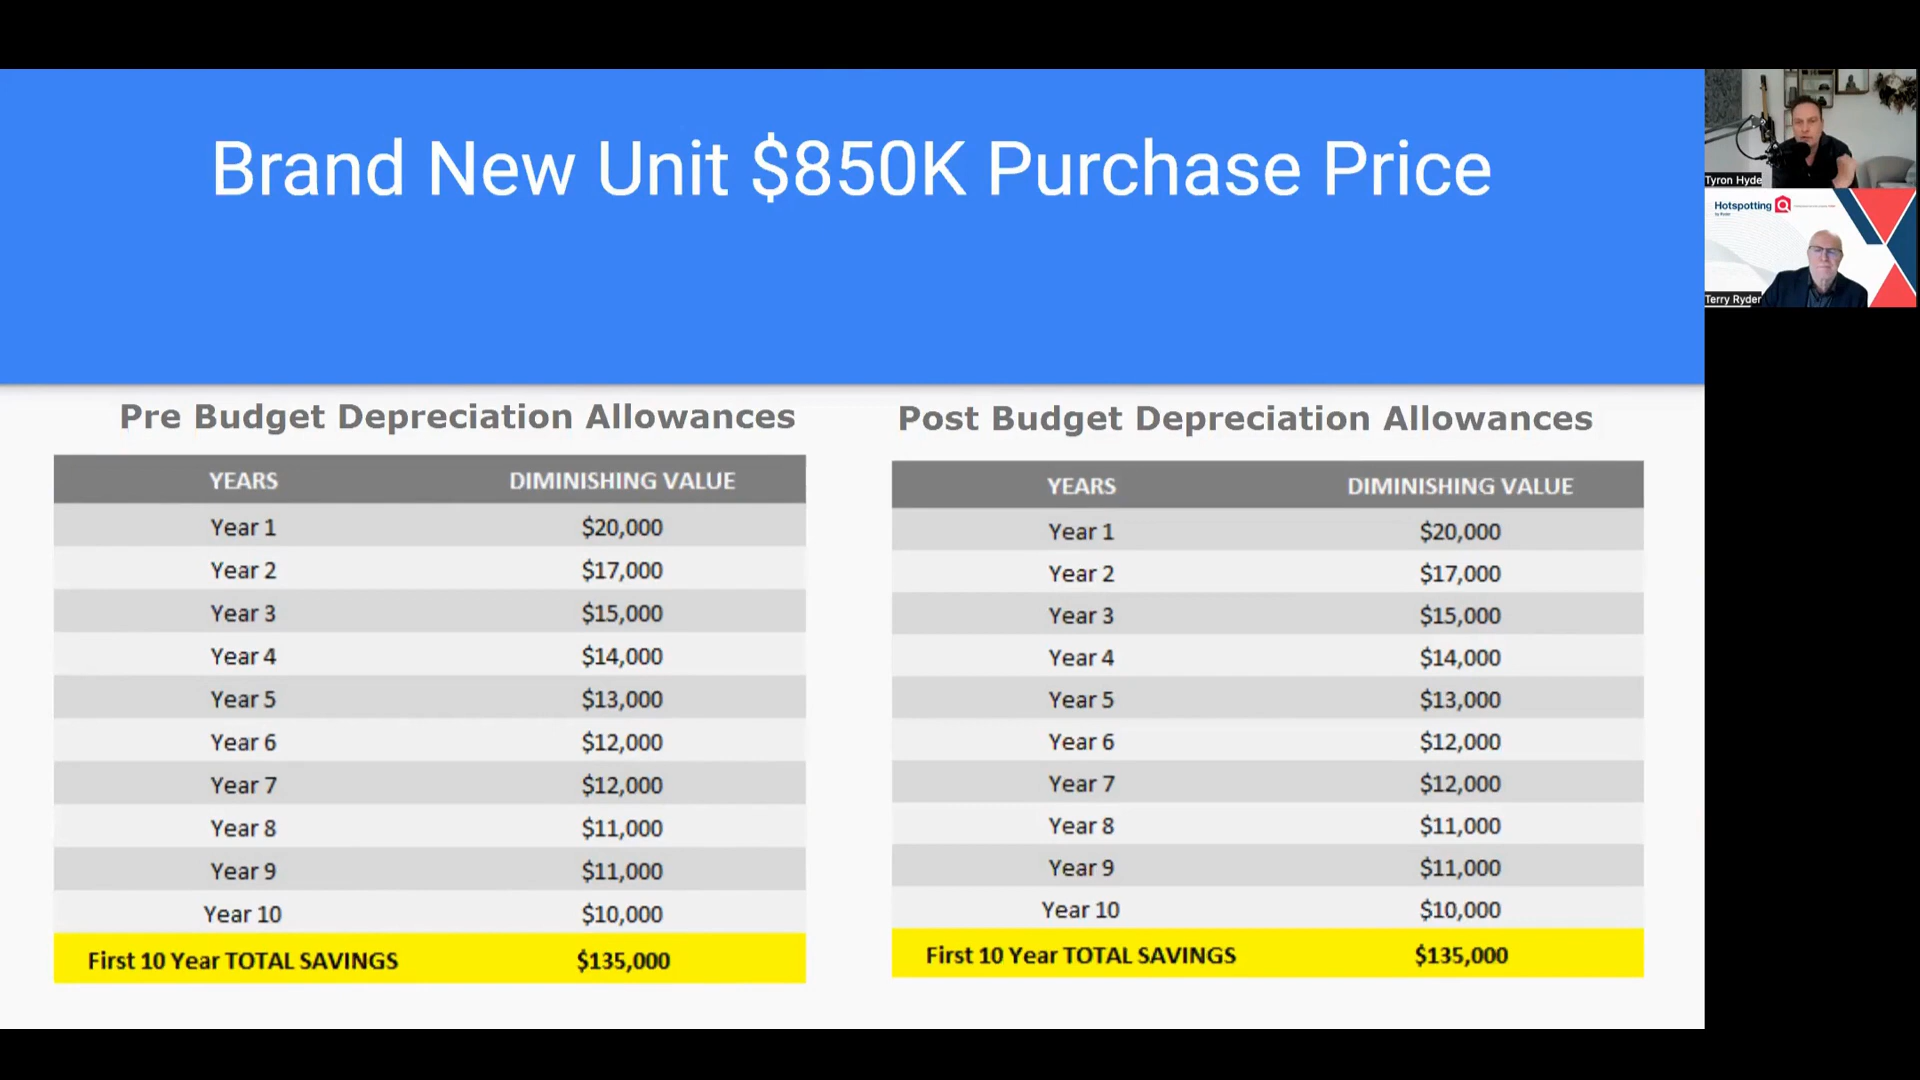 Brand New Unit $850K Purchase Price
Pre Budget Depreciation Allowances
YEARS DIMINISHING VALUE
Year 1 $20,000
Year 2 $17,000
Year 3 $15,000
Year 4 $14,000
Year 5 $13,000
Year 6 $12,000
Year 7 $12,000
Year 8 $11,000
Year 9 $11,000
Year 10 $10,000
First 10 Year TOTAL SAVINGS $135,000
Post Budget Depreciation Allowances
YEARS DIMINISHING VALUE
Year 1 $20,000
Year 2 $17,000
Year 3 $15,000
Year 4 $14,000
Year 5 $13,000
Year 6 $12,000
Year 7 $12,000
Year 8 $11,000
Year 9 $11,000
Year 10 $10,000
First 10 Year TOTAL SAVINGS $135,000
Tyron Hyde
Hotspotting
by Ryder
Terry Ryder